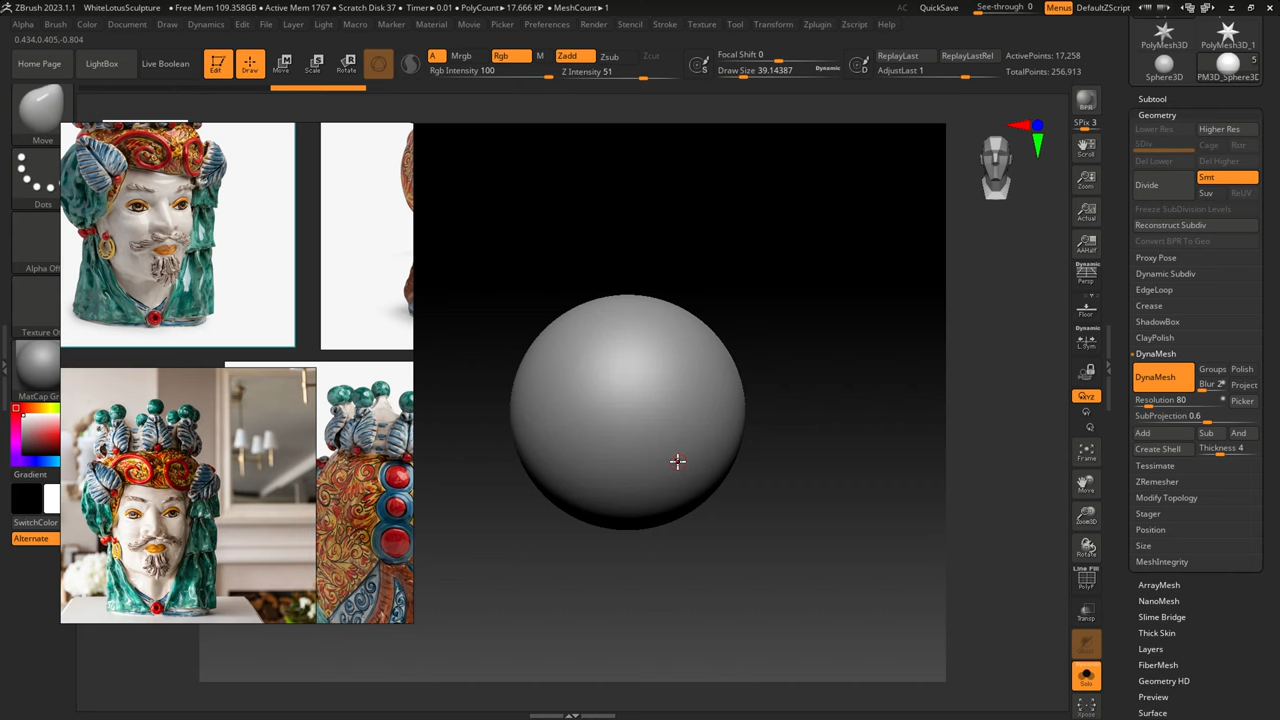 ZBrush 2023.1.1 WhiteLotusSculpture • Free Mem 109.358GB • Active Mem 1767 • Scratch Disk 37 • Timer▸0.01 • PolyCount▸17.666 KP • MeshCount▸1 AC QuickSave See-through 0 Menus DefaultZScript
Alpha Brush Color Document Draw Dynamics Edit File Layer Light Macro Marker Material Movie Picker Preferences Render Stencil Stroke Texture Tool Transform Zplugin Zscript Help
0.434,0.405,-0.804
Home Page LightBox Live Boolean Edit Draw Move Scale Rotate A Mrgb Rgb M Zadd Zsub Zcut
Rgb Intensity 100 Z Intensity 51
S Focal Shift 0
Draw Size 39.14387 Dynamic
D ReplayLast ReplayLastRel
AdjustLast 1
ActivePoints: 17,258
TotalPoints: 256,913
Move
Dots
Alpha Off
Texture O
MatCap G
Gradient
SwitchColor
Alternate
BPR
SPix 3
Scroll
Zoom
Actual
AAHalf
Dynamic
Persp
Floor
Dynamic
L.Sym
XYZ
Frame
Move
Zoom3D
Rotate
Line Fill
PolyF
Transp
Dynamic
Solo
Xpose
PolyMesh3D PolyMesh3D_1
5
Sphere3D PM3D_Sphere3D
Subtool
Geometry
Lower Res Higher Res
SDiv Cage Rstr
Del Lower Del Higher
Divide Smt
Suv ReUV
Freeze SubDivision Levels
Reconstruct Subdiv
Convert BPR To Geo
Proxy Pose
Dynamic Subdiv
EdgeLoop
Crease
ShadowBox
ClayPolish
DynaMesh
DynaMesh Groups Polish
Blur 2 Project
Resolution 80 Picker
SubProjection 0.6
Add Sub And
Create Shell Thickness 4
Tessimate
ZRemesher
Modify Topology
Stager
Position
Size
MeshIntegrity
ArrayMesh
NanoMesh
Slime Bridge
Thick Skin
Layers
FiberMesh
Geometry HD
Preview
Surface